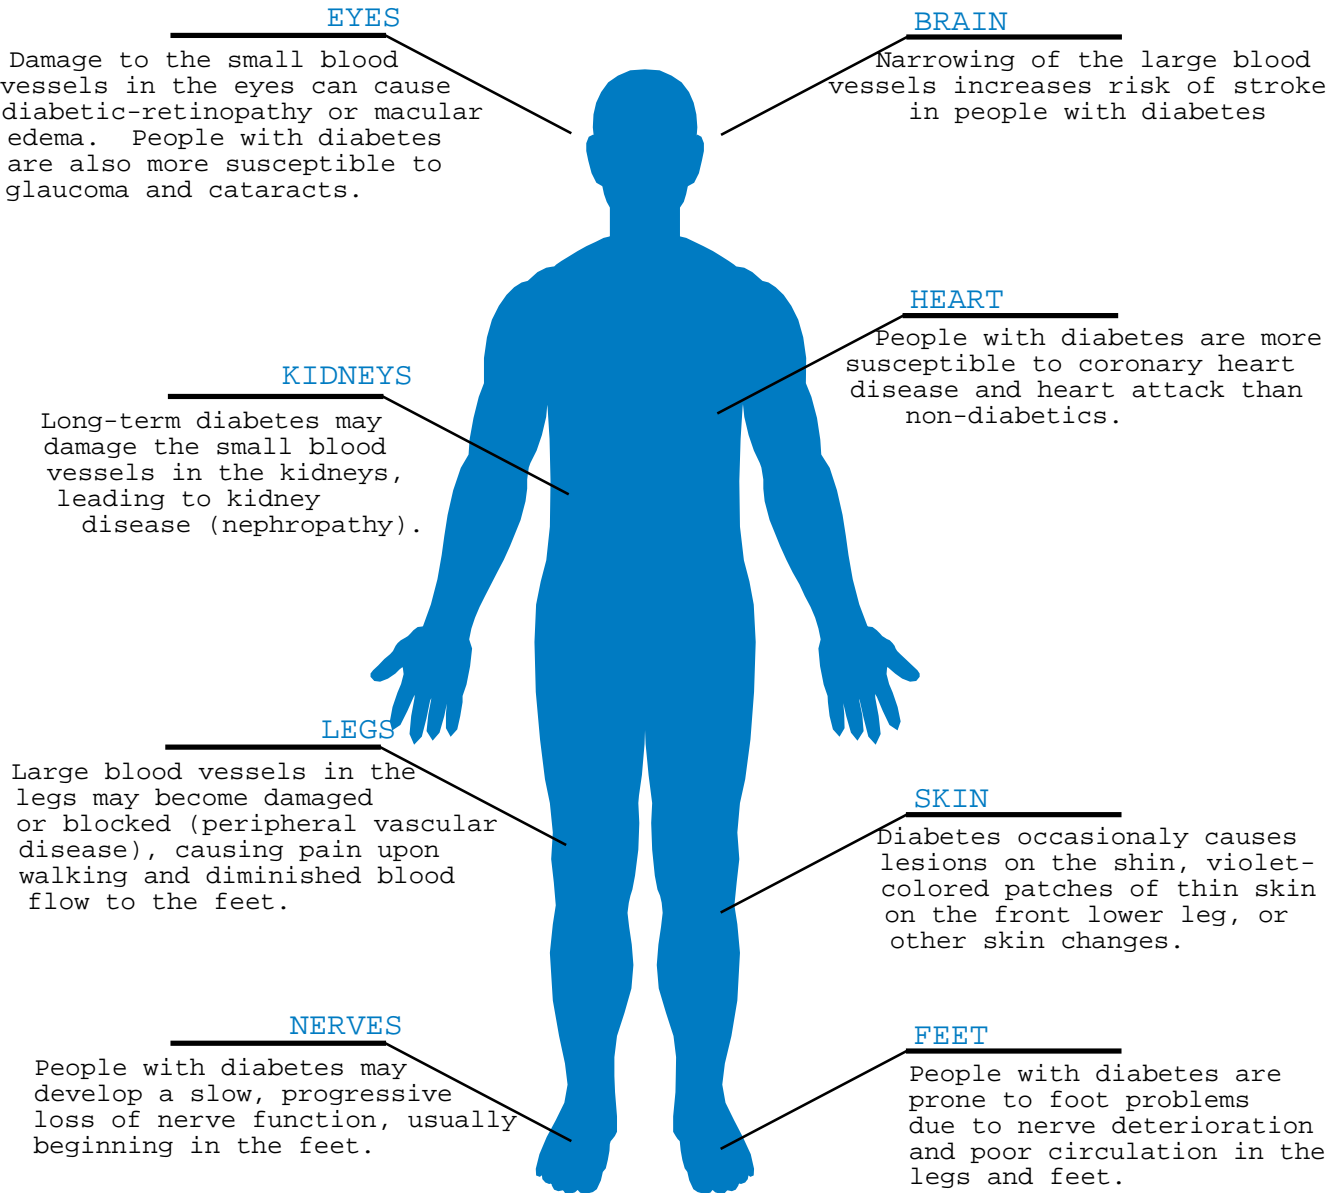 EYES
Damage to the small blood
vessels in the eyes can cause
diabetic-retinopathy or macular
edema.  People with diabetes
are also more susceptible to
glaucoma and cataracts.
BRAIN
Narrowing of the large blood
vessels increases risk of stroke
in people with diabetes
HEART
People with diabetes are more
susceptible to coronary heart
disease and heart attack than
non-diabetics.
KIDNEYS
Long-term diabetes may
damage the small blood
vessels in the kidneys,
leading to kidney
disease (nephropathy).
LEGS
Large blood vessels in the
legs may become damaged
or blocked (peripheral vascular
disease), causing pain upon
walking and diminished blood
flow to the feet.
SKIN
Diabetes occasionaly causes
lesions on the shin, violet-
colored patches of thin skin
on the front lower leg, or
other skin changes.
NERVES
People with diabetes may
develop a slow, progressive
loss of nerve function, usually
beginning in the feet.
FEET
People with diabetes are
prone to foot problems
due to nerve deterioration
and poor circulation in the
legs and feet.